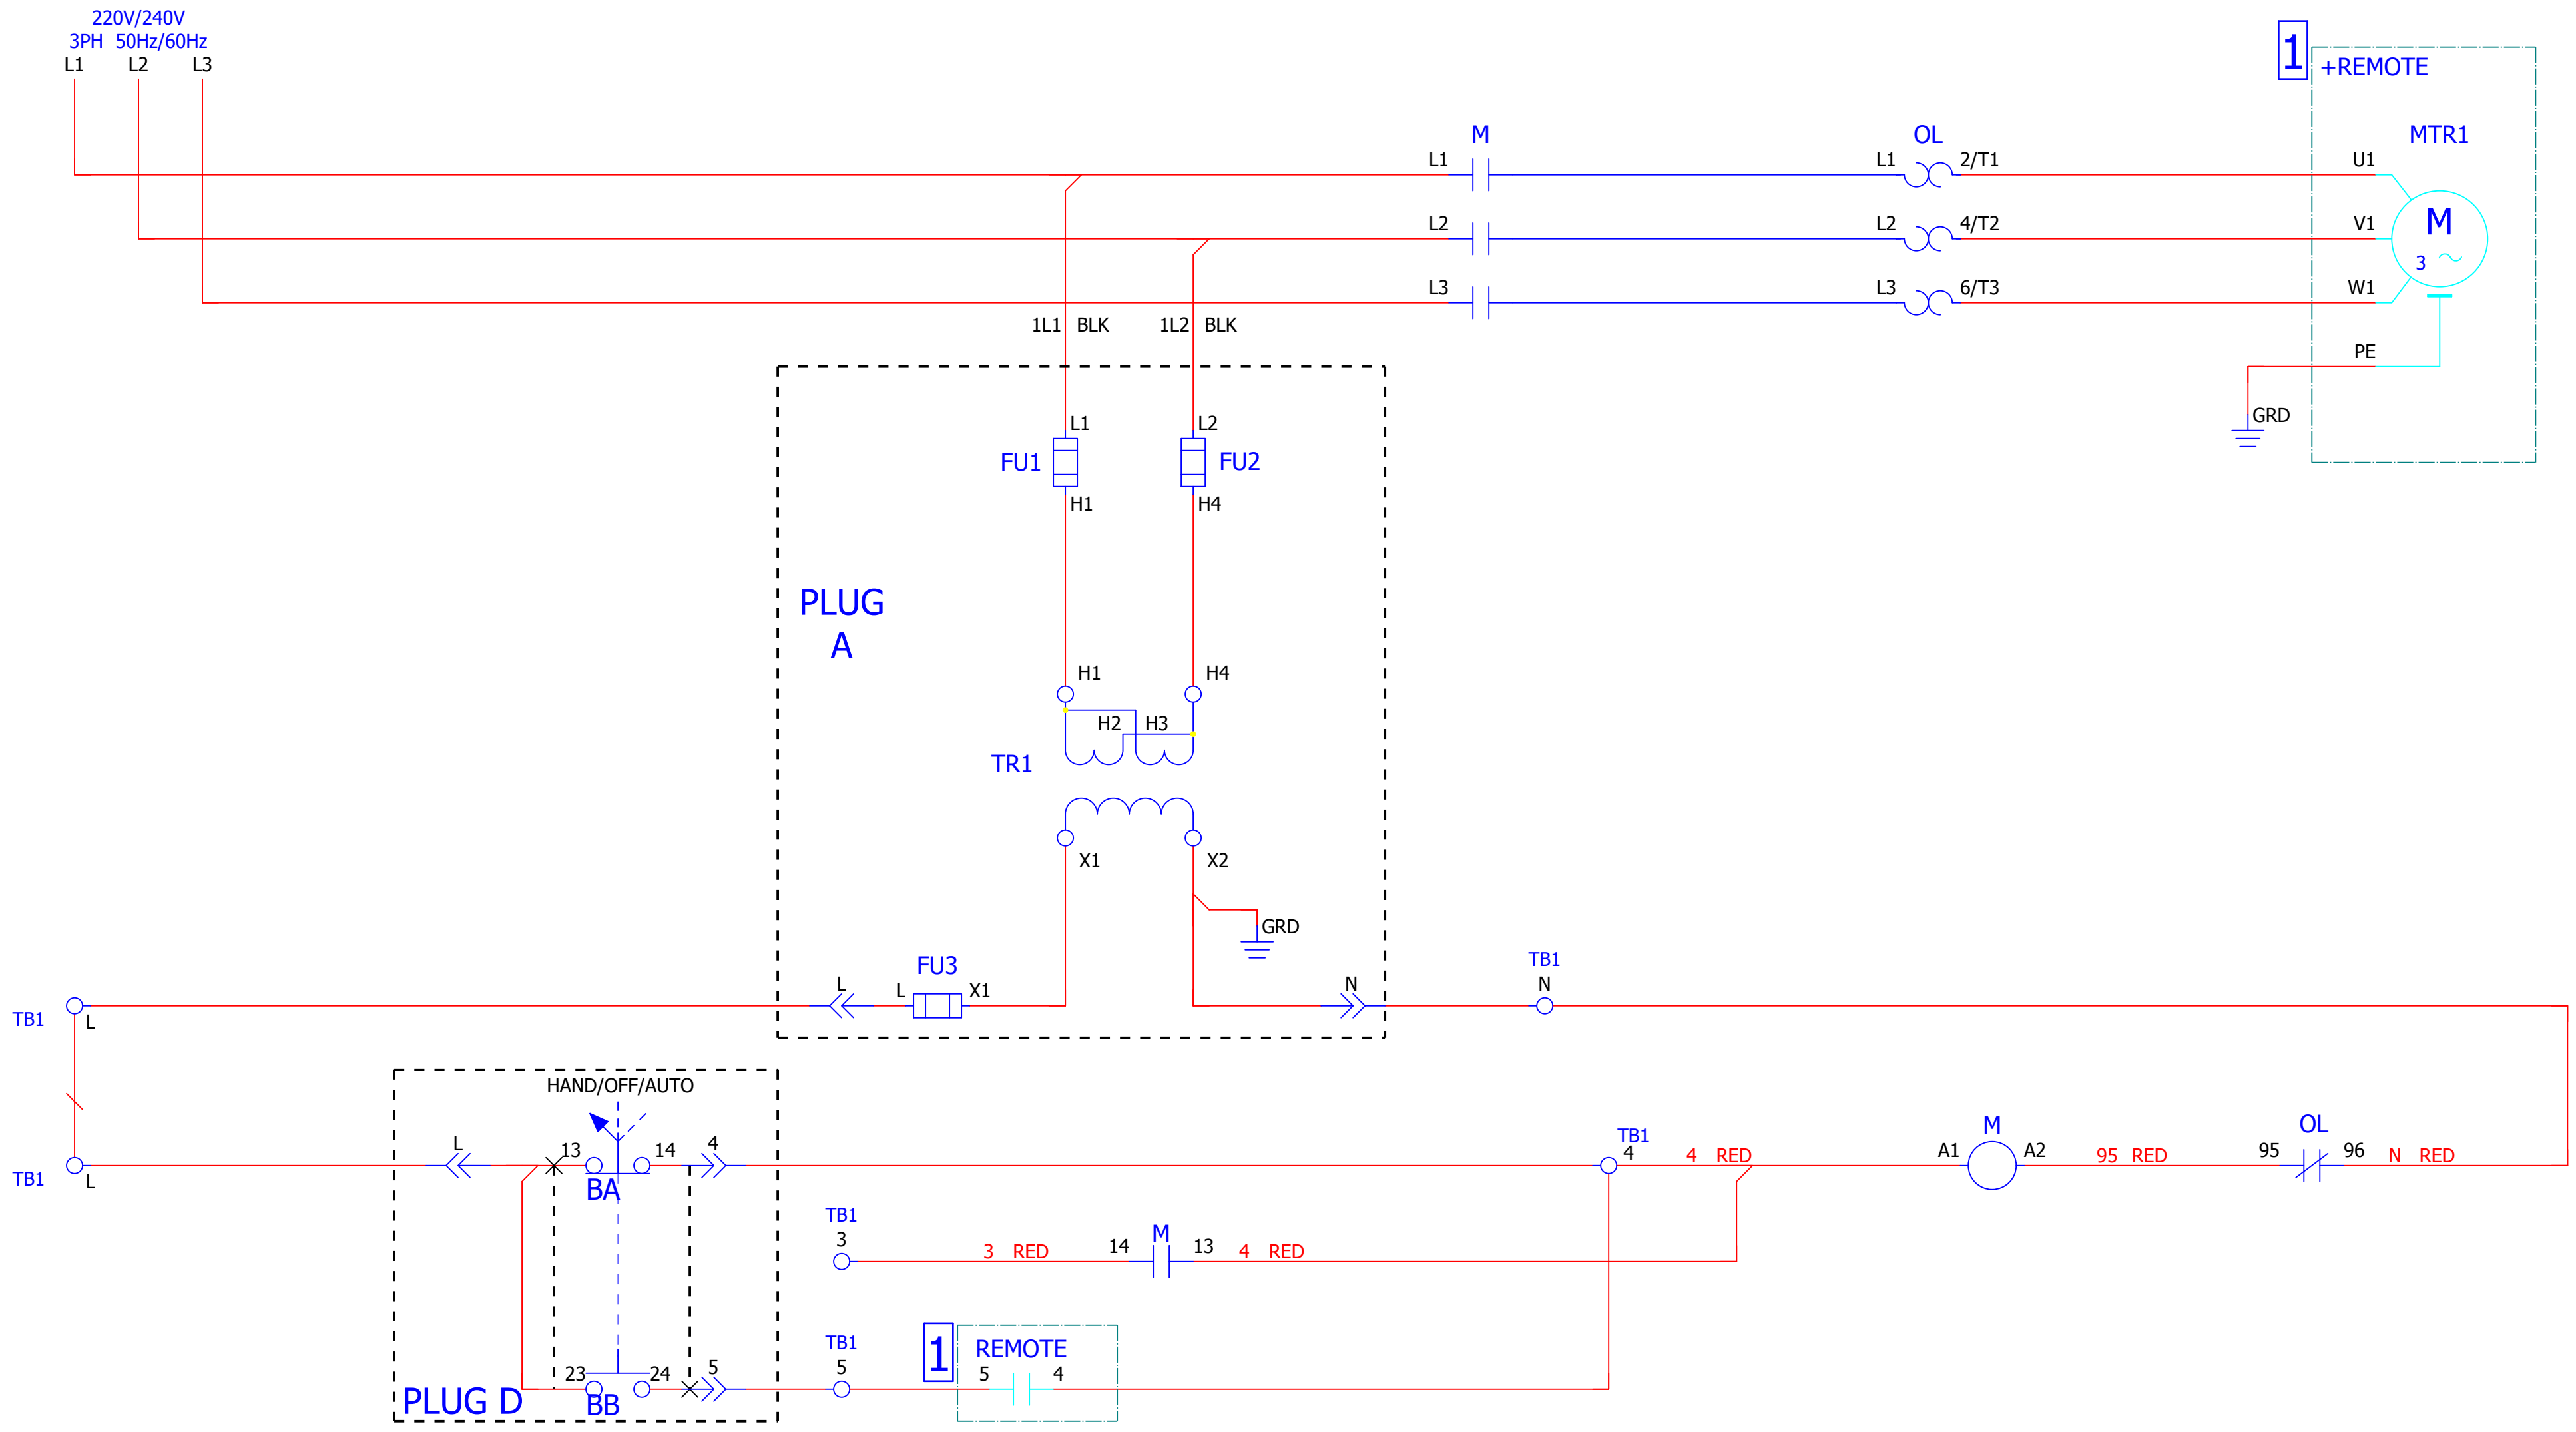 220V/240V
3PH 50Hz/60Hz
L1 L2 L3
1
+REMOTE
M OL MTR1
L1 L1 2/T1 U1
L2 L2 4/T2 V1
M
3
L3 L3 6/T3 W1
1L1 BLK 1L2 BLK
PE
GRD
L1 L2
FU1 FU2
H1 H4
PLUG
A
H1 H4
H2 H3
TR1
X1 X2
GRD
FU3
TB1
L L X1 N N
TB1 L
HAND/OFF/AUTO
L 13 14 4
TB1
4
4 RED
M
A1 A2
95 RED
OL
95 96
N RED
TB1 L
BA
TB1
3
3 RED
14 M 13
4 RED
TB1
5
1
REMOTE
5 4
23 24 5
PLUG D
BB